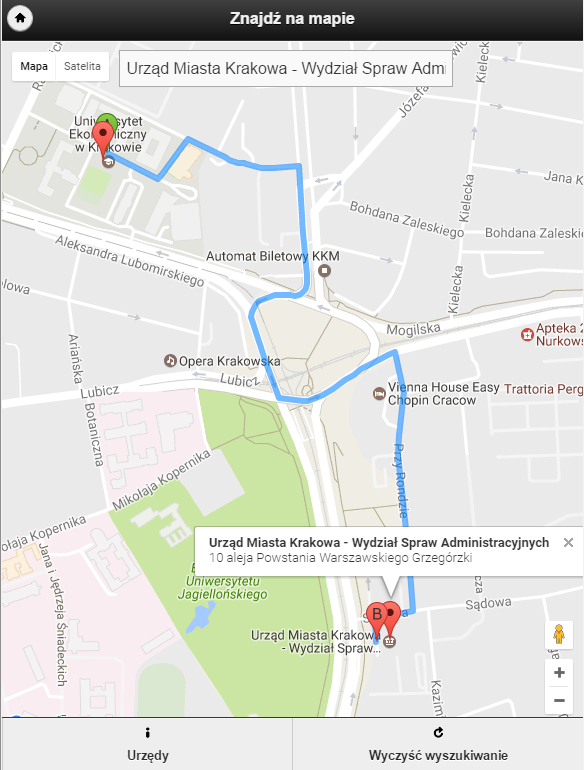 Znajdź na mapie
Mapa
Satelita
Urząd Miasta Krakowa - Wydział Spraw Admi
Kielecka
Józefa
Uniwersytet
Ekonomiczny
w Krakowie
Jana K
Kielecka
Bohdana Zaleskiego
Bohdana Zaleskie
Aleksandra Lubomirskiego
Automat Biletowy KKM
Kielecka
olowa
Mogilska
Apteka 2
Nurkows
Ariańska
Opera Krakowska
Lubicz
Lubicz
Vienna House Easy
Chopin Cracow
Trattoria Perg
Botaniczna
Przy Rondzie
Mikołaja Kopernika
Mikołaja Kopernika
Urząd Miasta Krakowa - Wydział Spraw Administracyjnych
10 aleja Powstania Warszawskiego Grzegórzki
Jana i Jędrzeja Śniadeckich
Uniwersytetu
Jagiellońskiego
Sądowa
B
Urząd Miasta Krakowa
- Wydział Spraw...
Kazim
Urzędy
Wyczyść wyszukiwanie